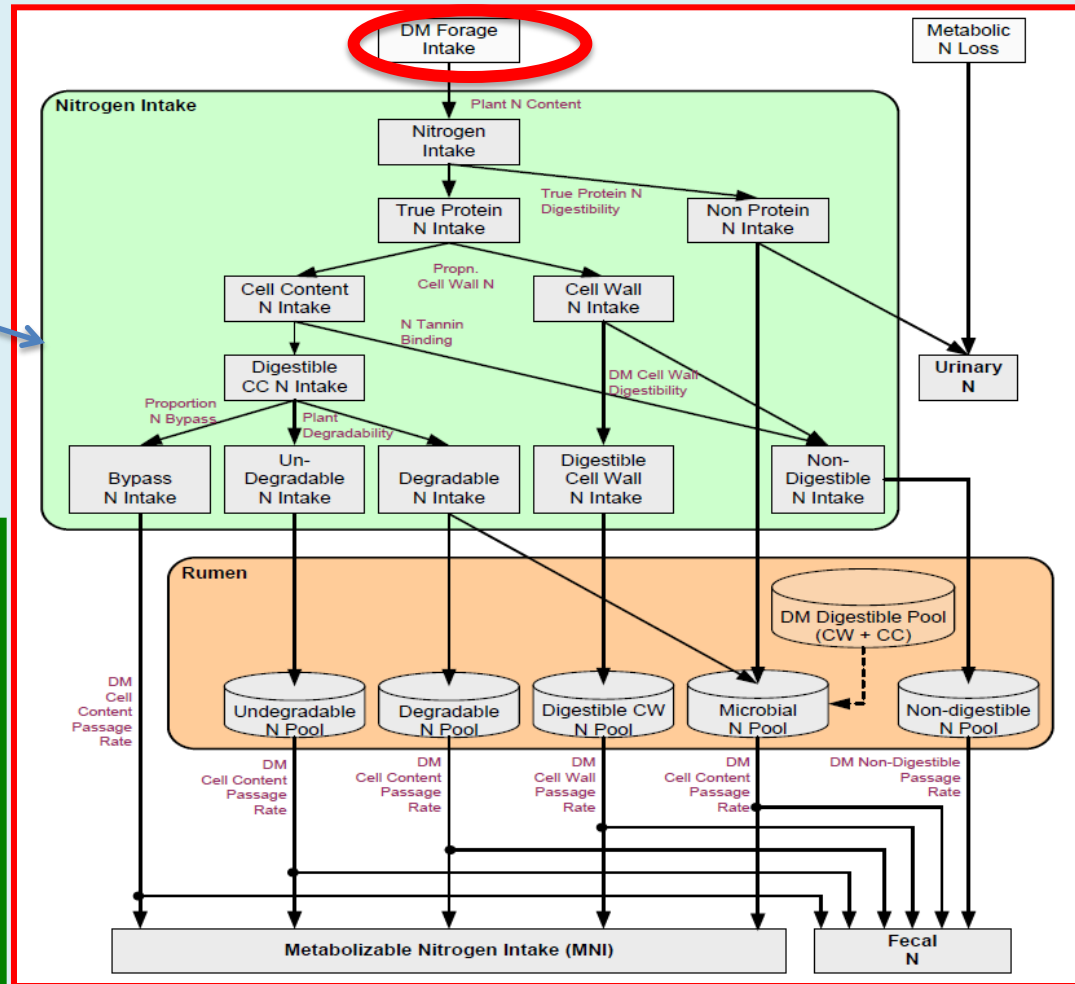 DM Forage
Intake
Metabolic
N Loss
Nitrogen Intake
Plant N Content
Nitrogen
Intake
True Protein N
Digestibility
True Protein
N Intake
Non Protein
N Intake
Propn.
Cell Wall N
Cell Content
N Intake
Cell Wall
N Intake
N Tannin
Binding
Digestible
CC N Intake
DM Cell Wall
Digestibility
Urinary
N
Proportion
N Bypass
Plant
Degradability
Bypass
N Intake
Un-
Degradable
N Intake
Degradable
N Intake
Digestible
Cell Wall
N Intake
Non-
Digestible
N Intake
Rumen
DM Digestible Pool
(CW + CC)
Undegradable
N Pool
Degradable
N Pool
Digestible CW
N Pool
Microbial
N Pool
Non-digestible
N Pool
DM
Cell
Content
Passage
Rate
DM
Cell Content
Passage
Rate
DM
Cell Content
Passage
Rate
DM
Cell Wall
Passage
Rate
DM
Cell Content
Passage
Rate
DM Non-Digestible
Passage
Rate
Metabolizable Nitrogen Intake (MNI)
Fecal
N